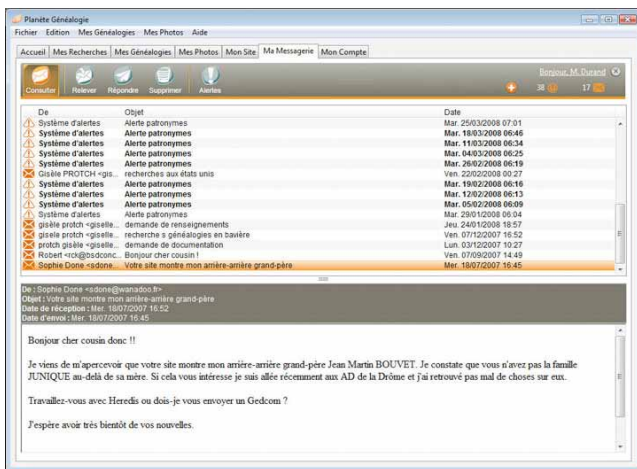 Planète Généalogie
Fichier Edition Mes Généalogies Mes Photos Aide
Accueil Mes Recherches Mes Généalogies Mes Photos Mon Site Ma Messagerie Mon Compte
Consulter Relever Répondre Supprimer Alertes
Bonjour, M. Durand
38 17
De Objet Date
Système d'alertes Alerte patronymes Mar. 25/03/2008 07:01
Système d'alertes Alerte patronymes Mar. 18/03/2008 06:46
Système d'alertes Alerte patronymes Mar. 11/03/2008 06:34
Système d'alertes Alerte patronymes Mar. 04/03/2008 06:25
Système d'alertes Alerte patronymes Mar. 26/02/2008 06:19
Gisèle PROTCH <gis... recherches aux états unis Ven. 22/02/2008 00:27
Système d'alertes Alerte patronymes Mar. 19/02/2008 06:16
Système d'alertes Alerte patronymes Mar. 12/02/2008 06:13
Système d'alertes Alerte patronymes Mar. 05/02/2008 06:09
Système d'alertes Alerte patronymes Mar. 29/01/2008 06:04
gisèle protch <giselle... demande de renseignements Jeu. 24/01/2008 18:57
gisele protch <giselle... recherche s généalogies en bavière Ven. 07/12/2007 16:52
protch gisèle <giselle... demande de documentation Lun. 03/12/2007 10:27
Robert <rck@bsdconc... Bonjour cher cousin ! Ven. 07/09/2007 14:49
Sophie Done <sdone... Votre site montre mon arrière-arrière grand-père Mer. 18/07/2007 16:45
De : Sophie Done <sdone@wanadoo.fr>
Objet : Votre site montre mon arrière-arrière grand-père
Date de réception : Mer. 18/07/2007 16:52
Date d'envoi : Mer. 18/07/2007 16:45
Bonjour cher cousin donc !!
Je viens de m'apercevoir que votre site montre mon arrière-arrière grand-père Jean Martin BOUVET. Je constate que vous n'avez pas la famille
JUNIQUE au-delà de sa mère. Si cela vous intéresse je suis allée récemment aux AD de la Drôme et j'ai retrouvé pas mal de choses sur eux.
Travaillez-vous avec Heredis ou dois-je vous envoyer un Gedcom ?
J'espère avoir très bientôt de vos nouvelles.